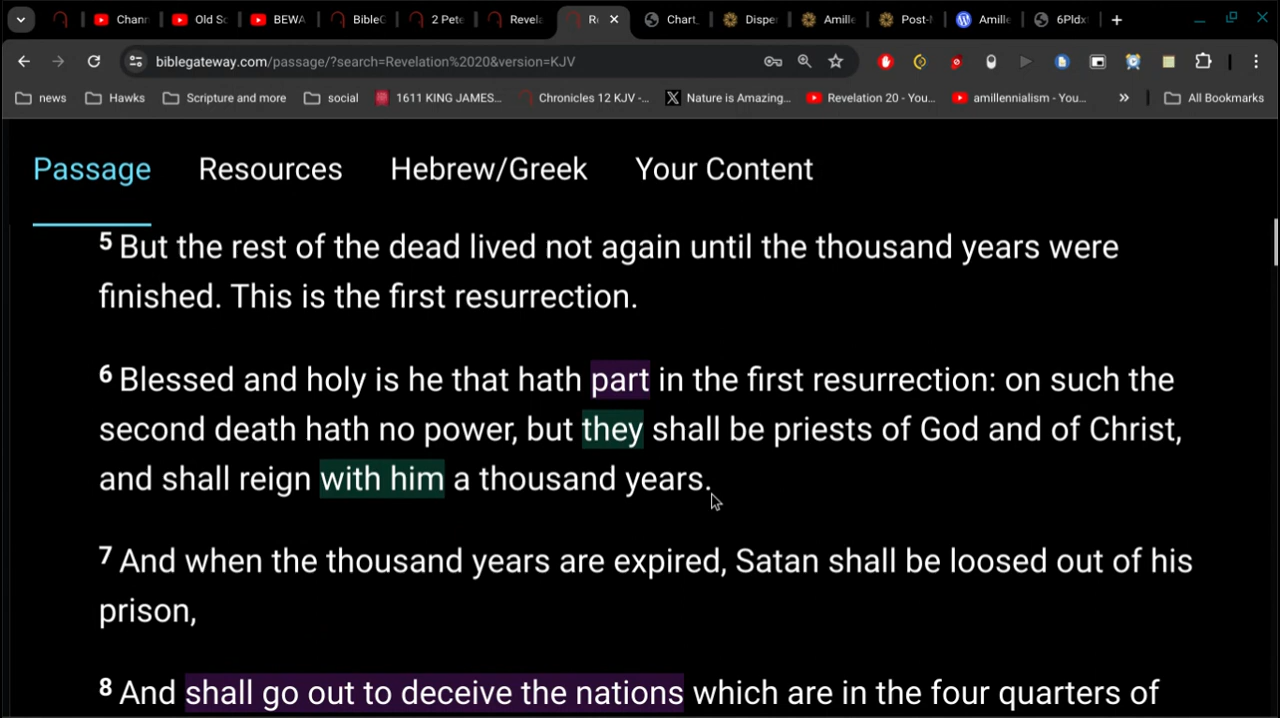 Chann
Old Sc
BEWA
BibleG
2 Pete
Revela
Re
Chart_
Disper
Amille
Post-M
Amille
6Pldx
biblegateway.com/passage/?search=Revelation%2020&version=KJV
news
Hawks
Scripture and more
social
1611 KING JAMES...
Chronicles 12 KJV -...
Nature is Amazing...
Revelation 20 - You...
amillennialism - You...
All Bookmarks
Passage
Resources
Hebrew/Greek
Your Content
5 But the rest of the dead lived not again until the thousand years were
finished. This is the first resurrection.
6 Blessed and holy is he that hath part in the first resurrection: on such the
second death hath no power, but they shall be priests of God and of Christ,
and shall reign with him a thousand years.
7 And when the thousand years are expired, Satan shall be loosed out of his
prison,
8 And shall go out to deceive the nations which are in the four quarters of